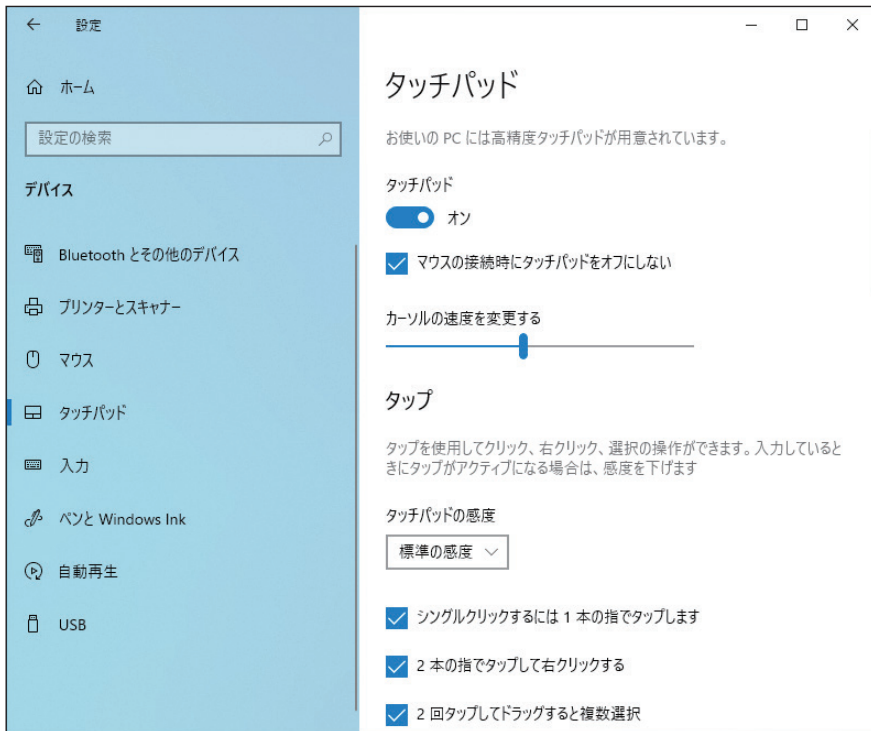 設定
ホーム
設定の検索
デバイス
Bluetooth とその他のデバイス
プリンターとスキャナー
マウス
タッチパッド
入力
ペンと Windows Ink
自動再生
USB
タッチパッド
お使いの PC には高精度タッチパッドが用意されています。
タッチパッド
オン
マウスの接続時にタッチパッドをオフにしない
カーソルの速度を変更する
タップ
タップを使用してクリック、右クリック、選択の操作ができます。入力していると
きにタップがアクティブになる場合は、感度を下げます
タッチパッドの感度
標準の感度
シングルクリックするには 1 本の指でタップします
2 本の指でタップして右クリックする
2 回タップしてドラッグすると複数選択